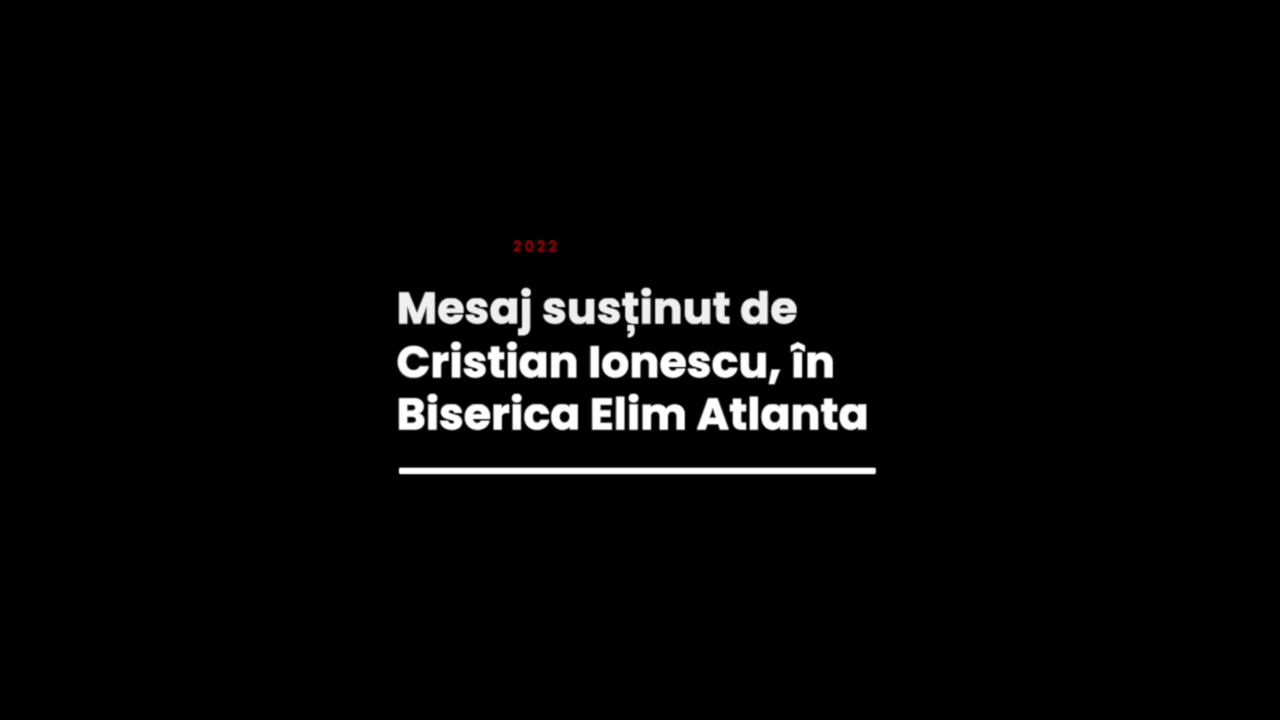 2022
Mesaj susținut de
Cristian Ionescu, în
Biserica Elim Atlanta